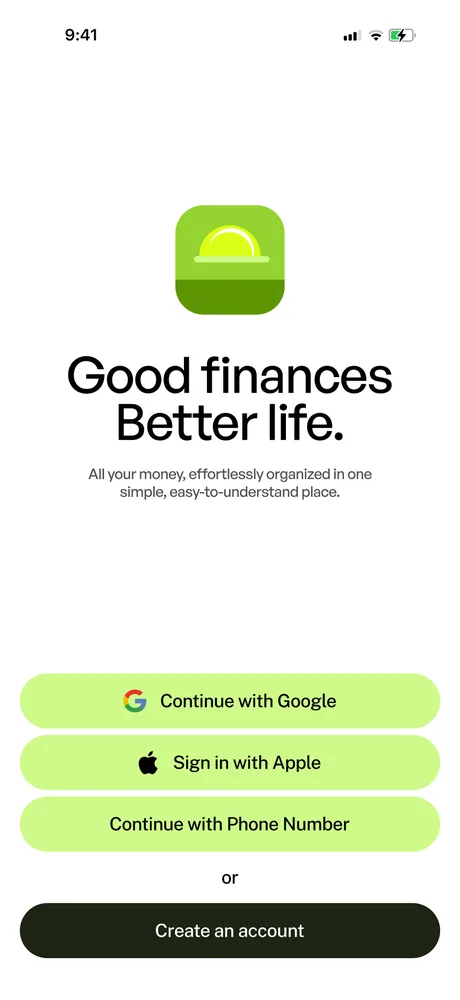 9:41
Good finances
Better life.
All your money, effortlessly organized in one
simple, easy-to-understand place.
Continue with Google
Sign in with Apple
Continue with Phone Number
or
Create an account